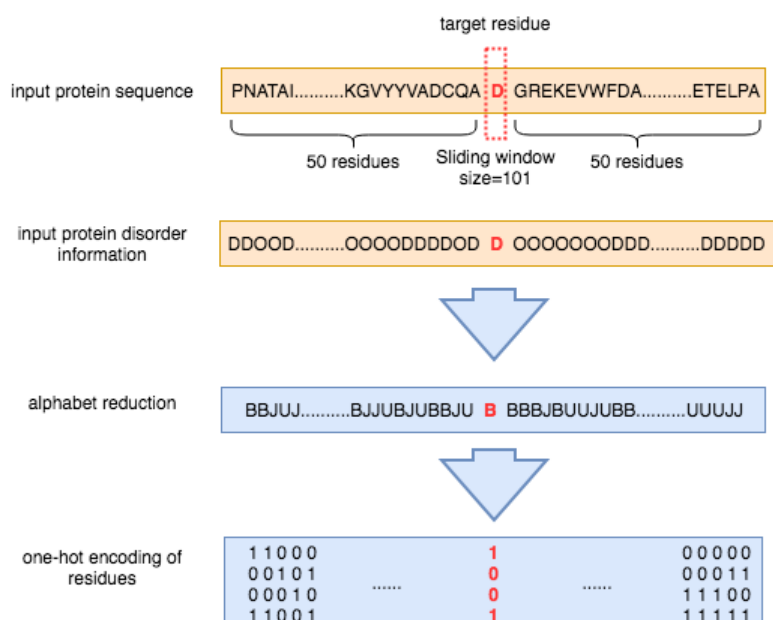 target residue
input protein sequence
PNATAI..........KGVYYVADCQA D GREKEVWFDA..........ETELPA
50 residues
Sliding window
size=101
50 residues
input protein disorder
information
DDOOD..........OOOODDDDOD D OOOOOOODDD..........DDDDD
alphabet reduction
BBJUJ..........BJJUBJUBBJU B BBBJBUUJUBB..........UUUJJ
one-hot encoding of
residues
1 1 0 0 0 1 0 0 0 0 0
0 0 1 0 1 0 0 0 0 1 1
...... ......
0 0 0 1 0 0 1 1 1 0 0
1 1 0 0 1 1 1 1 1 1 1